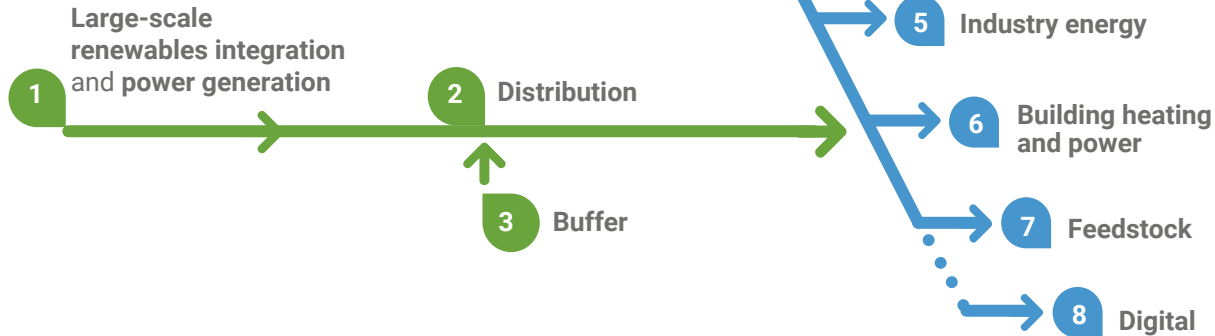 Large-scale
renewables integration
and power generation
1
2
Distribution
3
Buffer
5
Industry energy
6
Building heating
and power
7
Feedstock
8
Digital